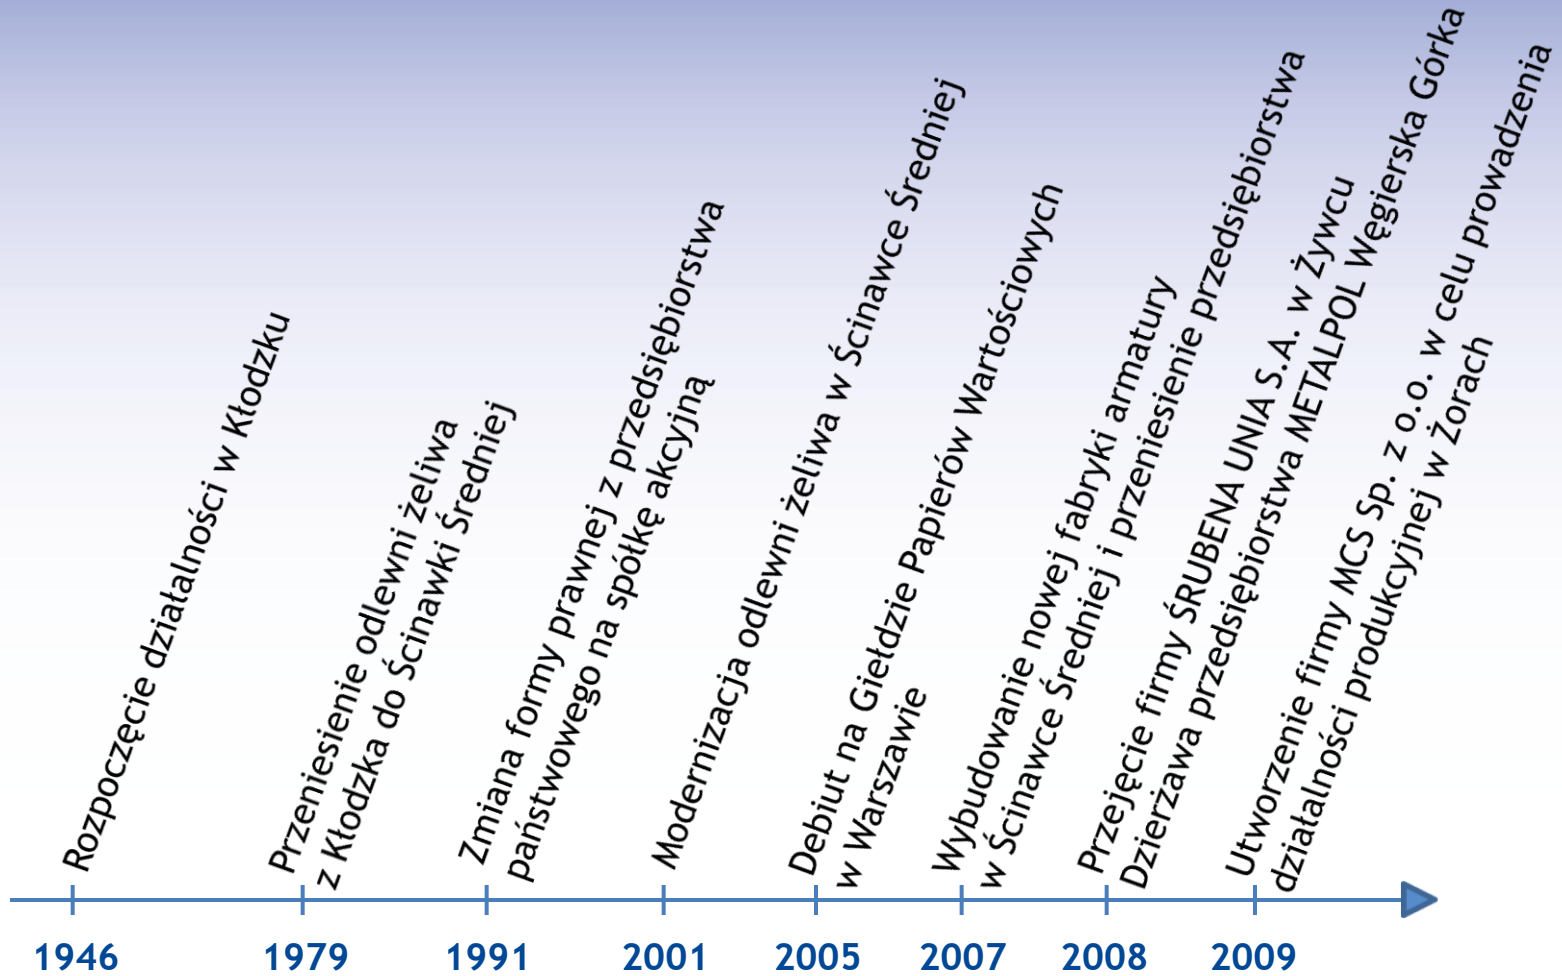 Rozpoczęcie działalności w Kłodzku
Przeniesienie odlewni żeliwa
z Kłodzka do Ścinawki Średniej
Zmiana formy prawnej z przedsiębiorstwa
państwowego na spółkę akcyjną
Modernizacja odlewni żeliwa w Ścinawce Średniej
Debiut na Giełdzie Papierów Wartościowych
w Warszawie
Wybudowanie nowej fabryki armatury
w Ścinawce Średniej i przeniesienie przedsiębiorstwa
Przejęcie firmy ŚRUBENA UNIA S.A. w Żywcu
Dzierżawa przedsiębiorstwa METALPOL Węgierska Górka
Utworzenie firmy MCS Sp. z o.o. w celu prowadzenia
działalności produkcyjnej w Żorach
1946
1979
1991
2001
2005
2007
2008
2009